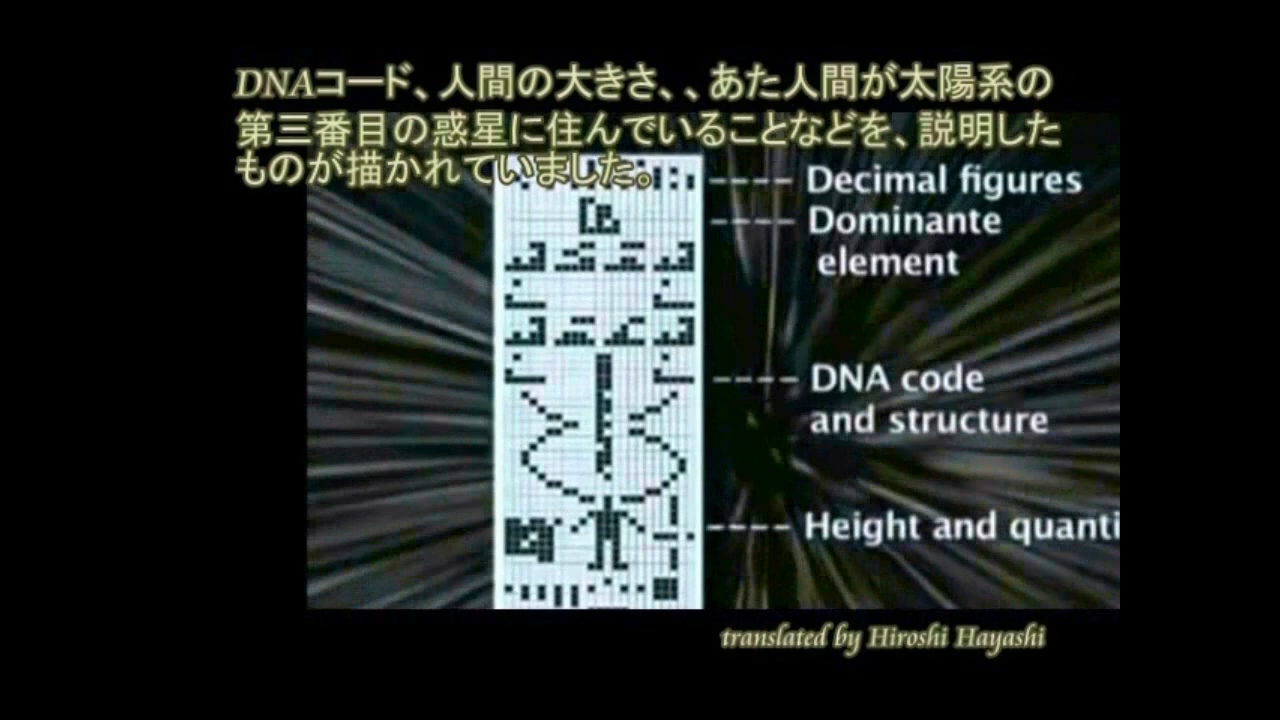 DNAコード、人間の大きさ、、あた人間が太陽系の
第三番目の惑星に住んでいることなどを、説明した
ものが描かれていました。
Decimal figures
Dominante
element
DNA code
and structure
Height and quanti
translated by Hiroshi Hayashi